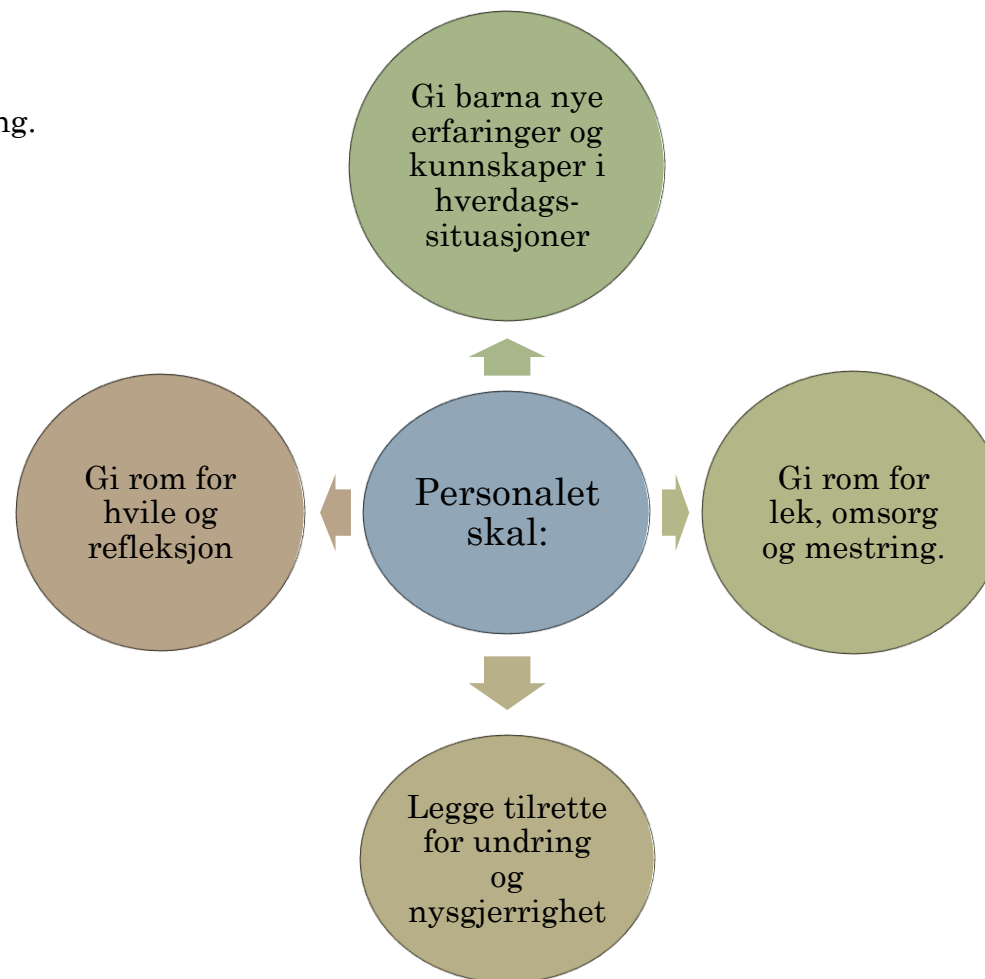 ng.
Gi barna nye
erfaringer og
kunnskaper i
hverdags-
situasjoner
Gi rom for
hvile og
refleksjon
Personalet
skal:
Gi rom for
lek, omsorg
og mestring.
Legge tilrette
for undring
og
nysgjerrighet